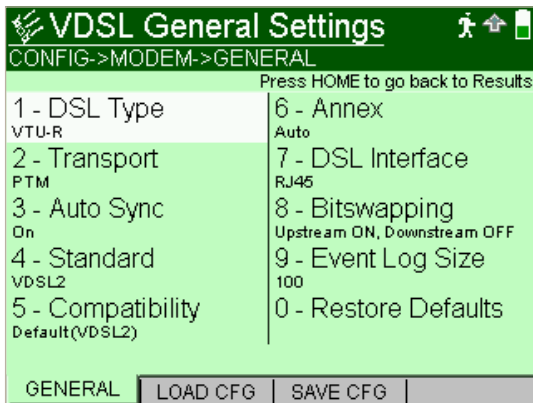 VDSL General Settings
CONFIG->MODEM->GENERAL
Press HOME to go back to Results
1 - DSL Type
VTU-R
2 - Transport
PTM
3 - Auto Sync
On
4 - Standard
VDSL2
5 - Compatibility
Default(VDSL2)
6 - Annex
Auto
7 - DSL Interface
RJ45
8 - Bitswapping
Upstream ON, Downstream OFF
9 - Event Log Size
100
0 - Restore Defaults
GENERAL
LOAD CFG
SAVE CFG